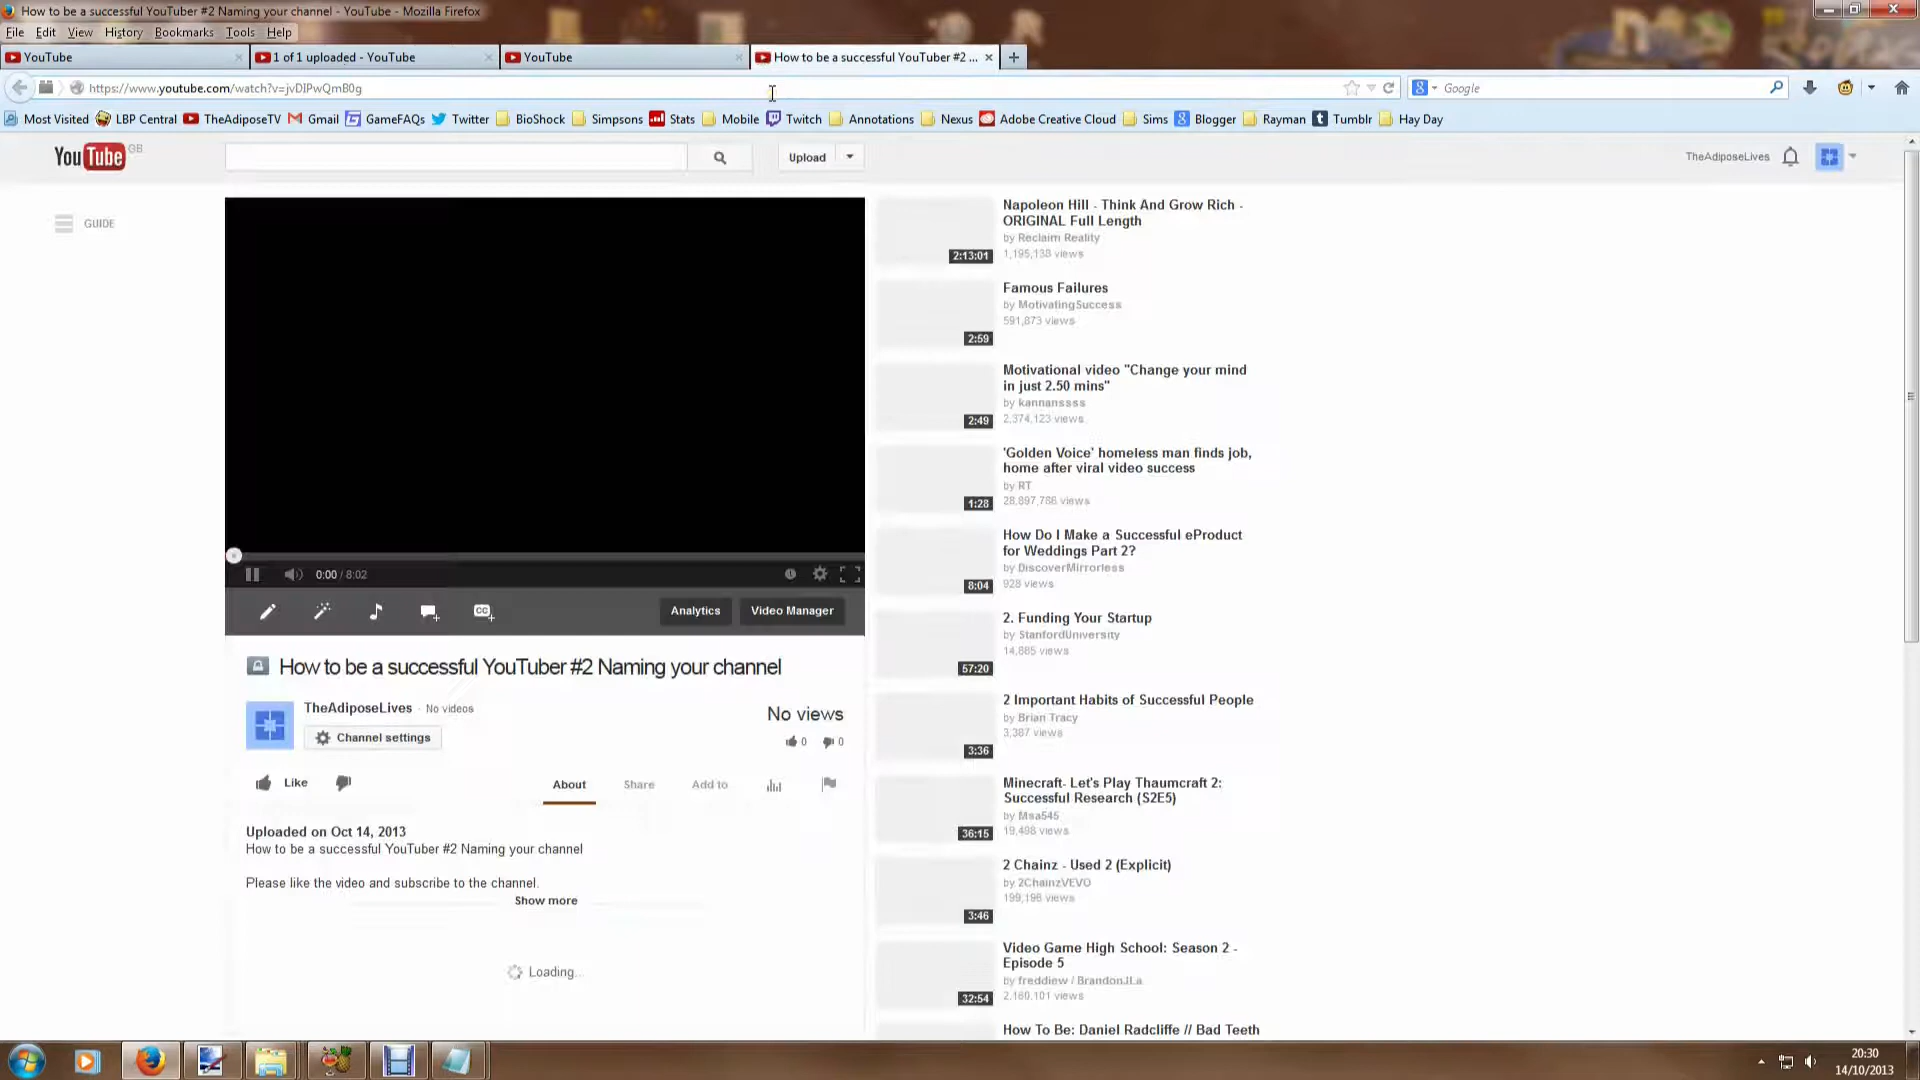 How to be a successful YouTuber #2 Naming your channel - YouTube - Mozilla Firefox
File Edit View History Bookmarks Tools Help
YouTube
1 of 1 uploaded - YouTube
YouTube
How to be a successful YouTuber #2 ...
https://www.youtube.com/watch?v=jvDIPwQmB0g
Google
Most Visited LBP Central TheAdiposeTV Gmail GameFAQs Twitter BioShock Simpsons Stats Mobile Twitch Annotations Nexus Adobe Creative Cloud Sims Blogger Rayman Tumblr Hay Day
YouTube GB
Upload
TheAdiposeLives
GUIDE
Napoleon Hill - Think And Grow Rich -
ORIGINAL Full Length
by Reclaim Reality
1,195,138 views
2:13:01
Famous Failures
by MotivatingSuccess
591,873 views
2:59
Motivational video "Change your mind
in just 2.50 mins"
by kannanssss
2,374,123 views
2:49
'Golden Voice' homeless man finds job,
home after viral video success
by RT
28,897,786 views
1:28
How Do I Make a Successful eProduct
for Weddings Part 2?
by DiscoverMirrorless
928 views
8:04
2. Funding Your Startup
by StanfordUniversity
14,885 views
57:20
2 Important Habits of Successful People
by Brian Tracy
3,387 views
3:36
Minecraft- Let's Play Thaumcraft 2:
Successful Research (S2E5)
by Msa545
19,498 views
36:15
2 Chainz - Used 2 (Explicit)
by 2ChainzVEVO
199,196 views
3:46
Video Game High School: Season 2 -
Episode 5
by freddiew / BrandonJLa
2,160,101 views
32:54
How To Be: Daniel Radcliffe // Bad Teeth
0:00 / 8:02
CC
Analytics
Video Manager
How to be a successful YouTuber #2 Naming your channel
TheAdiposeLives · No videos
Channel settings
No views
0 0
Like
About Share Add to
Uploaded on Oct 14, 2013
How to be a successful YouTuber #2 Naming your channel
Please like the video and subscribe to the channel.
Show more
Loading...
20:30
14/10/2013